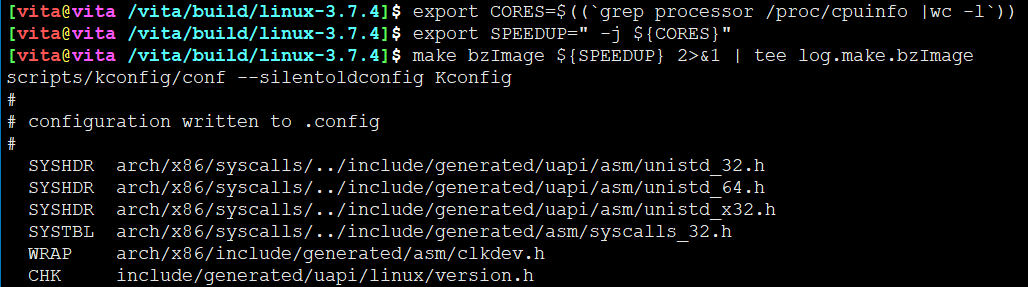 [vita@vita /vita/build/linux-3.7.4]$ export CORES=$((`grep processor /proc/cpuinfo |wc -l`))
[vita@vita /vita/build/linux-3.7.4]$ export SPEEDUP=" -j ${CORES}"
[vita@vita /vita/build/linux-3.7.4]$ make bzImage ${SPEEDUP} 2>&1 | tee log.make.bzImage
scripts/kconfig/conf --silentoldconfig Kconfig
#
# configuration written to .config
#
  SYSHDR  arch/x86/syscalls/../include/generated/uapi/asm/unistd_32.h
  SYSHDR  arch/x86/syscalls/../include/generated/uapi/asm/unistd_64.h
  SYSHDR  arch/x86/syscalls/../include/generated/uapi/asm/unistd_x32.h
  SYSTBL  arch/x86/syscalls/../include/generated/asm/syscalls_32.h
  WRAP    arch/x86/include/generated/asm/clkdev.h
  CHK     include/generated/uapi/linux/version.h